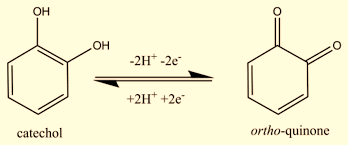 OH
OH
-2H⁺ -2e⁻
+2H⁺ +2e⁻
catechol
O
O
ortho-quinone